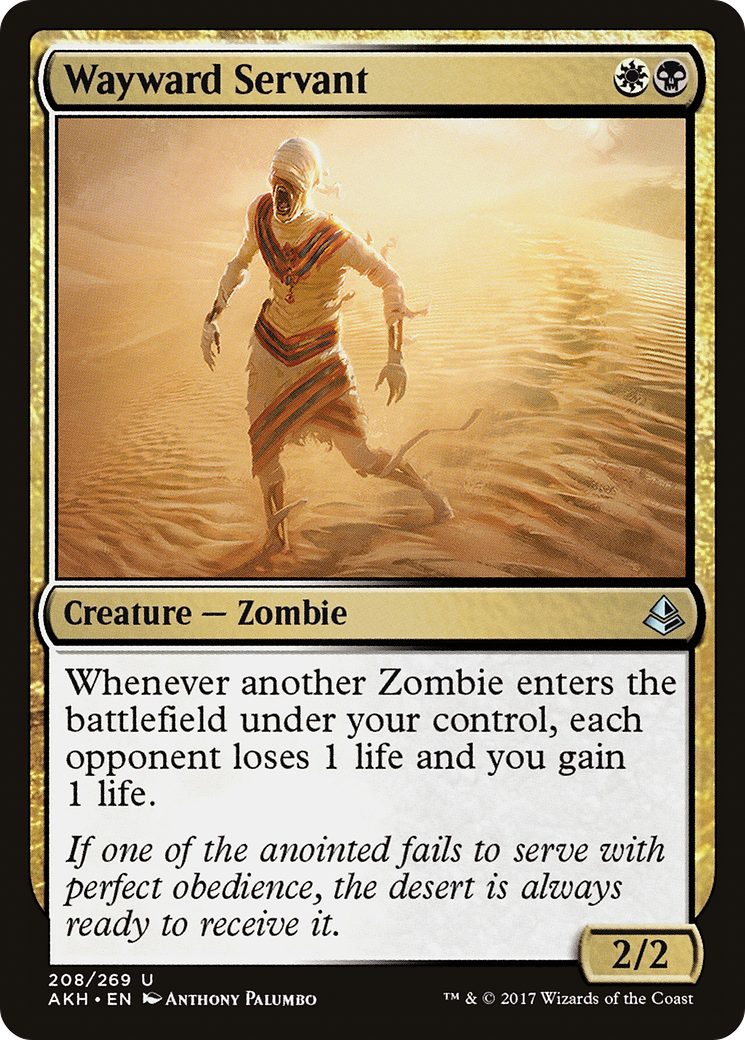 Wayward Servant
Creature — Zombie
Whenever another Zombie enters the
battlefield under your control, each
opponent loses 1 life and you gain
1 life.
If one of the anointed fails to serve with
perfect obedience, the desert is always
ready to receive it.
2/2
208/269 U
AKH • EN Anthony Palumbo
™ & © 2017 Wizards of the Coast